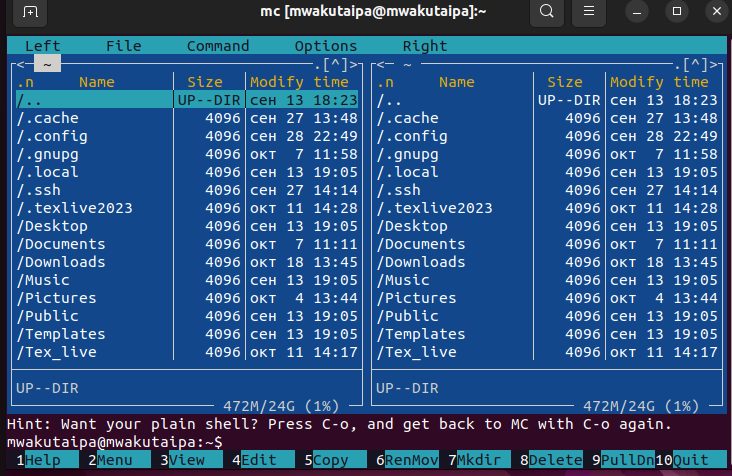 mc [mwakutaipa@mwakutaipa]:~
Left File Command Options Right
<- ~ .[^]> <- ~ .[^]>
.n Name Size Modify time .n Name Size Modify time
/.. UP--DIR сен 13 18:23 /.. UP--DIR сен 13 18:23
/.cache 4096 сен 27 13:48 /.cache 4096 сен 27 13:48
/.config 4096 сен 28 22:49 /.config 4096 сен 28 22:49
/.gnupg 4096 окт 7 11:58 /.gnupg 4096 окт 7 11:58
/.local 4096 сен 13 19:05 /.local 4096 сен 13 19:05
/.ssh 4096 сен 27 14:14 /.ssh 4096 сен 27 14:14
/.texlive2023 4096 окт 11 14:28 /.texlive2023 4096 окт 11 14:28
/Desktop 4096 сен 13 19:05 /Desktop 4096 сен 13 19:05
/Documents 4096 окт 7 11:11 /Documents 4096 окт 7 11:11
/Downloads 4096 окт 18 13:45 /Downloads 4096 окт 18 13:45
/Music 4096 сен 13 19:05 /Music 4096 сен 13 19:05
/Pictures 4096 окт 4 13:44 /Pictures 4096 окт 4 13:44
/Public 4096 сен 13 19:05 /Public 4096 сен 13 19:05
/Templates 4096 сен 13 19:05 /Templates 4096 сен 13 19:05
/Tex_live 4096 окт 11 14:17 /Tex_live 4096 окт 11 14:17
UP--DIR UP--DIR
472M/24G (1%) 472M/24G (1%)
Hint: Want your plain shell? Press C-o, and get back to MC with C-o again.
mwakutaipa@mwakutaipa:~$
1Help 2Menu 3View 4Edit 5Copy 6RenMov 7Mkdir 8Delete 9PullDn 10Quit